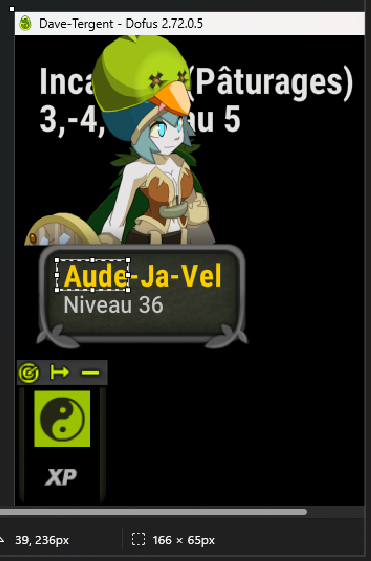 Dave-Tergent - Dofus 2.72.0.5
(Pâturages)
3,-4, au 5
Aude-Ja-Vel
Niveau 36
XP
39, 236px
166 × 65px